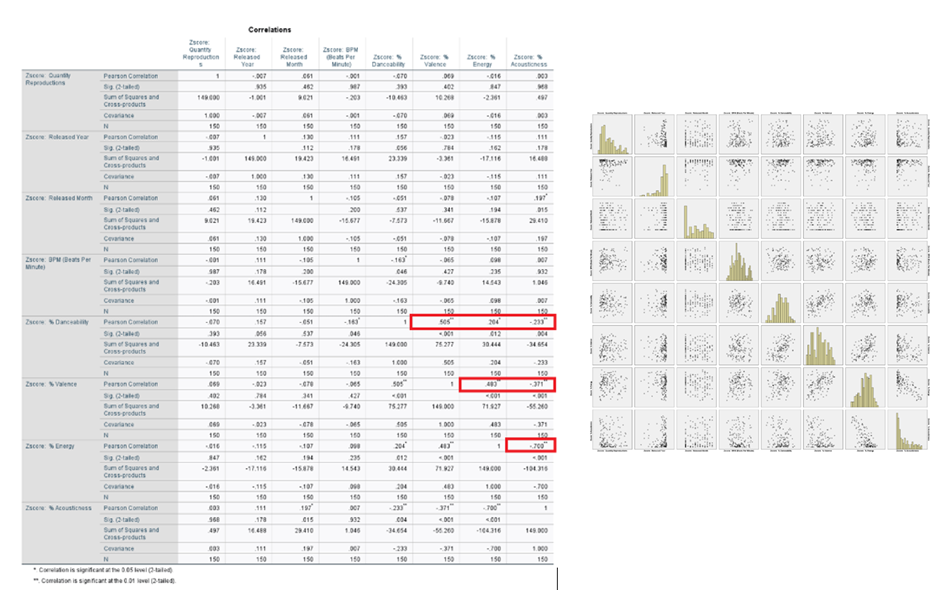 Correlations
Zscore: Quantity Reproductions Zscore: Released Year Zscore: Released Month Zscore: BPM (Beats Per Minute) Zscore: % Danceability Zscore: % Valence Zscore: % Energy Zscore: % Acousticness
Zscore: Quantity Reproductions Pearson Correlation 1 -.007 .061 -.001 -.070 .069 -.016 .003
Sig. (2-tailed) .935 .462 .987 .393 .402 .847 .968
Sum of Squares and Cross-products 149.000 -1.001 9.021 -.203 -10.463 10.268 -2.361 .497
Covariance 1.000 -.007 .061 -.001 -.070 .069 -.016 .003
N 150 150 150 150 150 150 150 150
Zscore: Released Year Pearson Correlation -.007 1 .130 .111 .157 -.023 -.115 .111
Sig. (2-tailed) .935 .112 .178 .056 .784 .162 .178
Sum of Squares and Cross-products -1.001 149.000 19.423 16.491 23.339 -3.361 -17.116 16.488
Covariance -.007 1.000 .130 .111 .157 -.023 -.115 .111
N 150 150 150 150 150 150 150 150
Zscore: Released Month Pearson Correlation .061 .130 1 -.105 -.051 -.078 -.107 .197*
Sig. (2-tailed) .462 .112 .200 .537 .341 .194 .015
Sum of Squares and Cross-products 9.021 19.423 149.000 -15.677 -7.573 -11.667 -15.878 29.410
Covariance .061 .130 1.000 -.105 -.051 -.078 -.107 .197
N 150 150 150 150 150 150 150 150
Zscore: BPM (Beats Per Minute) Pearson Correlation -.001 .111 -.105 1 -.163* -.065 .098 .007
Sig. (2-tailed) .987 .178 .200 .046 .427 .235 .932
Sum of Squares and Cross-products -.203 16.491 -15.677 149.000 -24.305 -9.740 14.543 1.046
Covariance -.001 .111 -.105 1.000 -.163 -.065 .098 .007
N 150 150 150 150 150 150 150 150
Zscore: % Danceability Pearson Correlation -.070 .157 -.051 -.163* 1 .505** .204* -.233**
Sig. (2-tailed) .393 .056 .537 .046 <.001 .012 .004
Sum of Squares and Cross-products -10.463 23.339 -7.573 -24.305 149.000 75.277 30.444 -34.654
Covariance -.070 .157 -.051 -.163 1.000 .505 .204 -.233
N 150 150 150 150 150 150 150 150
Zscore: % Valence Pearson Correlation .069 -.023 -.078 -.065 .505** 1 .483** -.371**
Sig. (2-tailed) .402 .784 .341 .427 <.001 <.001 <.001
Sum of Squares and Cross-products 10.268 -3.361 -11.667 -9.740 75.277 149.000 71.927 -55.260
Covariance .069 -.023 -.078 -.065 .505 1.000 .483 -.371
N 150 150 150 150 150 150 150 150
Zscore: % Energy Pearson Correlation -.016 -.115 -.107 .098 .204* .483** 1 -.700**
Sig. (2-tailed) .847 .162 .194 .235 .012 <.001 <.001
Sum of Squares and Cross-products -2.361 -17.116 -15.878 14.543 30.444 71.927 149.000 -104.316
Covariance -.016 -.115 -.107 .098 .204 .483 1.000 -.700
N 150 150 150 150 150 150 150 150
Zscore: % Acousticness Pearson Correlation .003 .111 .197* .007 -.233** -.371** -.700** 1
Sig. (2-tailed) .968 .178 .015 .932 .004 <.001 <.001
Sum of Squares and Cross-products .497 16.488 29.410 1.046 -34.654 -55.260 -104.316 149.000
Covariance .003 .111 .197 .007 -.233 -.371 -.700 1.000
N 150 150 150 150 150 150 150 150
*. Correlation is significant at the 0.05 level (2-tailed).
**. Correlation is significant at the 0.01 level (2-tailed).